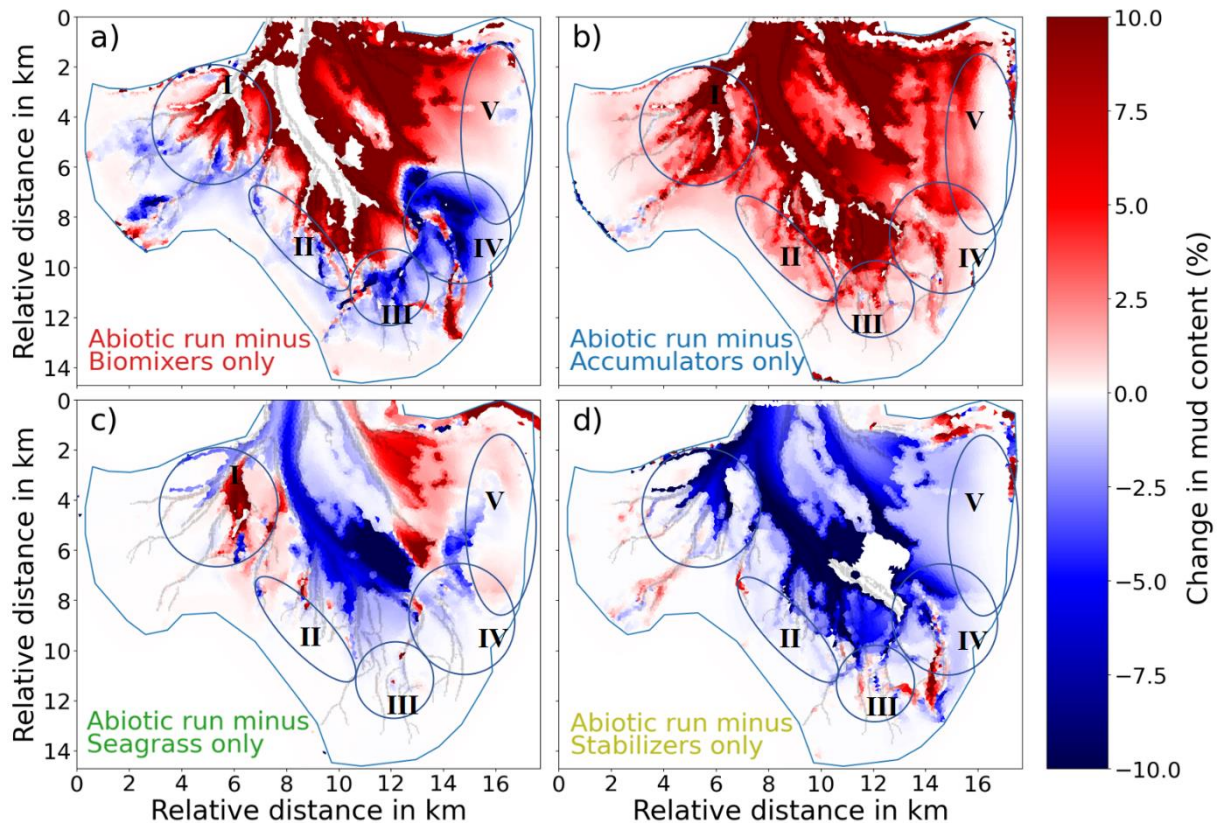 a)
b)
0
2
4
6
8
10
12
14
Relative distance in km
I
II
III
IV
V
Abiotic run minus
Biomixers only
I
II
III
IV
V
Abiotic run minus
Accumulators only
c)
d)
0
2
4
6
8
10
12
14
Relative distance in km
I
II
III
IV
V
Abiotic run minus
Seagrass only
I
II
III
IV
V
Abiotic run minus
Stabilizers only
0 2 4 6 8 10 12 14 16
Relative distance in km
0 2 4 6 8 10 12 14 16
Relative distance in km
10.0
7.5
5.0
2.5
0.0
−2.5
−5.0
−7.5
−10.0
Change in mud content (%)